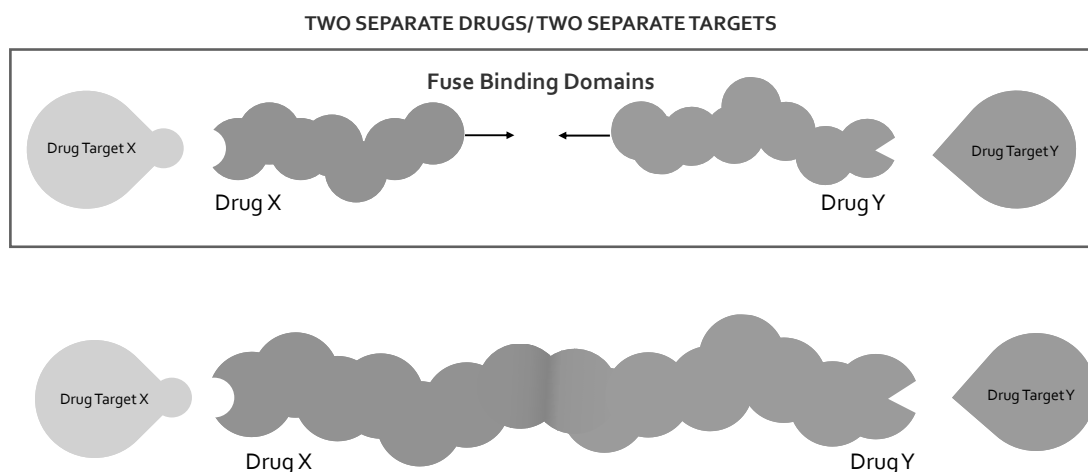 TWO SEPARATE DRUGS/TWO SEPARATE TARGETS
Fuse Binding Domains
Drug Target X
Drug Target Y
Drug X
Drug Y
Drug Target X
Drug Target Y
Drug X
Drug Y